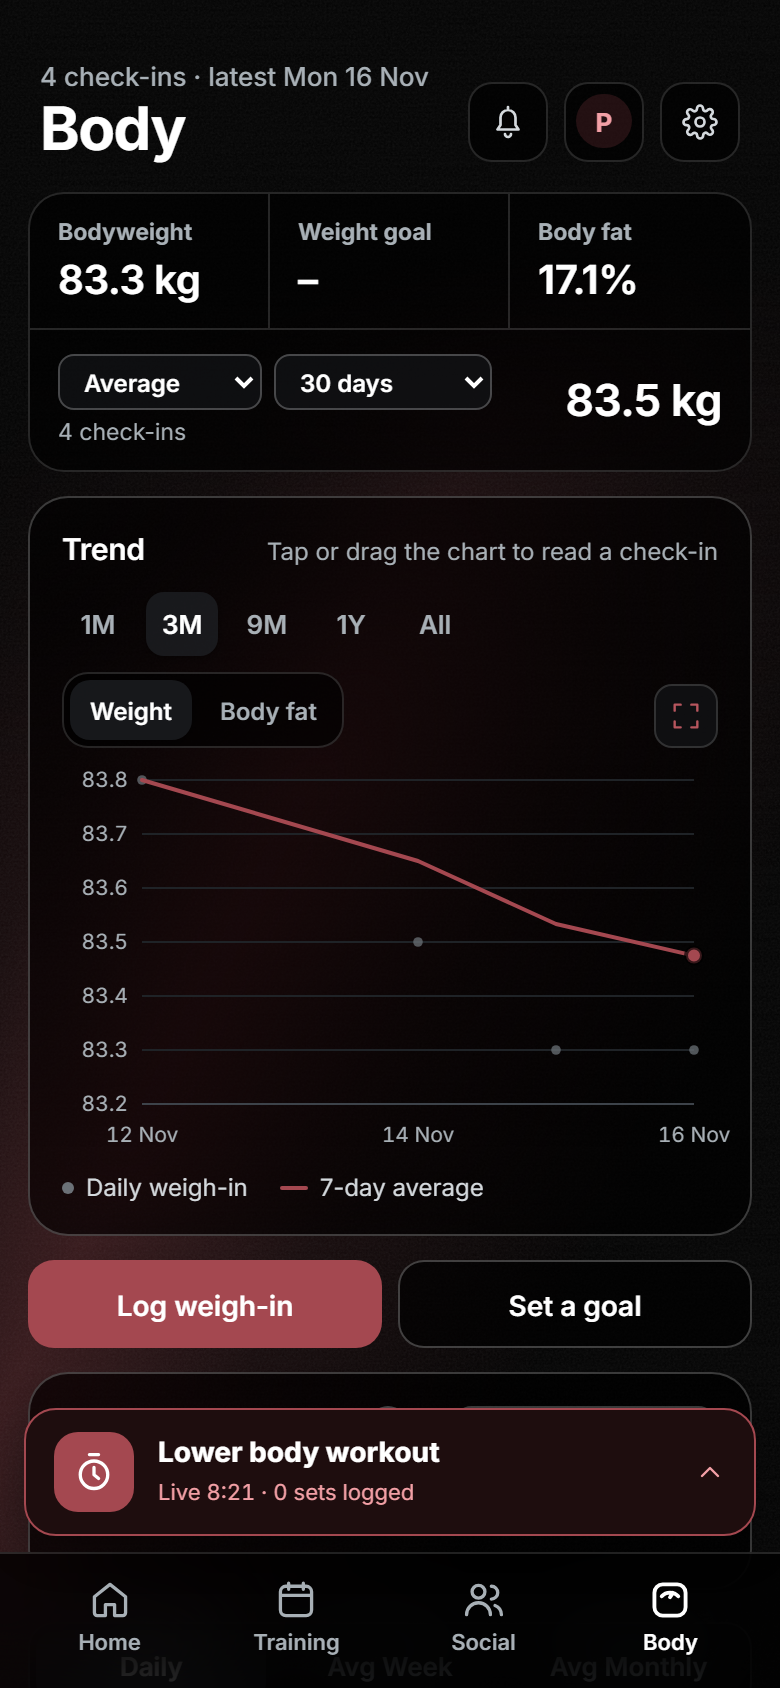 4 check-ins · latest Mon 16 Nov
Body
P
Bodyweight
Weight goal
Body fat
83.3 kg
–
17.1%
Average
30 days
83.5 kg
4 check-ins
Trend
Tap or drag the chart to read a check-in
1M
3M
9M
1Y
All
Weight
Body fat
83.8
83.7
83.6
83.5
83.4
83.3
83.2
12 Nov
14 Nov
16 Nov
Daily weigh-in
7-day average
Log weigh-in
Set a goal
Lower body workout
Live 8:21 · 0 sets logged
Home
Training
Social
Body
Daily
Avg Week
Avg Monthly